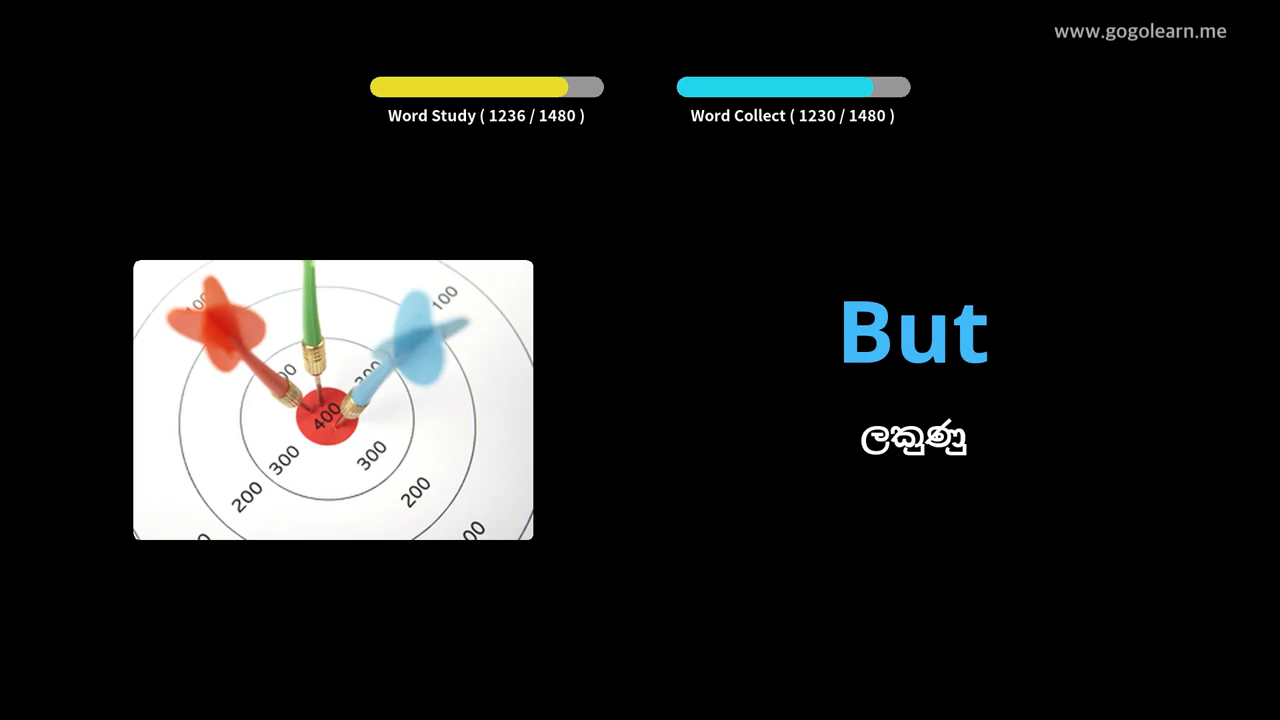 www.gogolearn.me
Word Study ( 1236 / 1480 )
Word Collect ( 1230 / 1480 )
100
100
400
300
300
200
200
But
ලකුණු